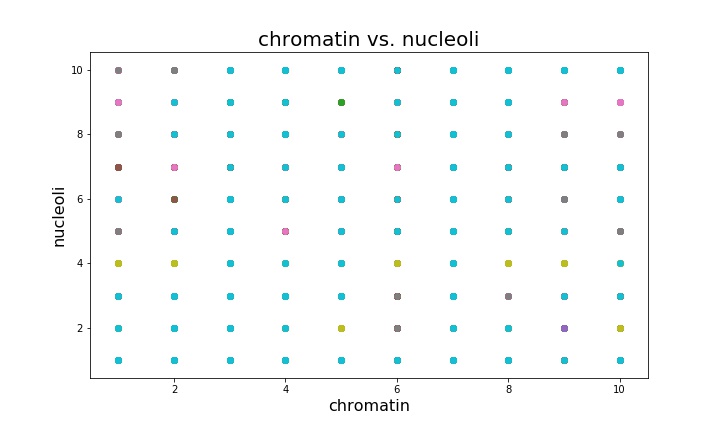 chromatin vs. nucleoli
10
8
6
4
2
nucleoli
2 4 6 8 10
chromatin